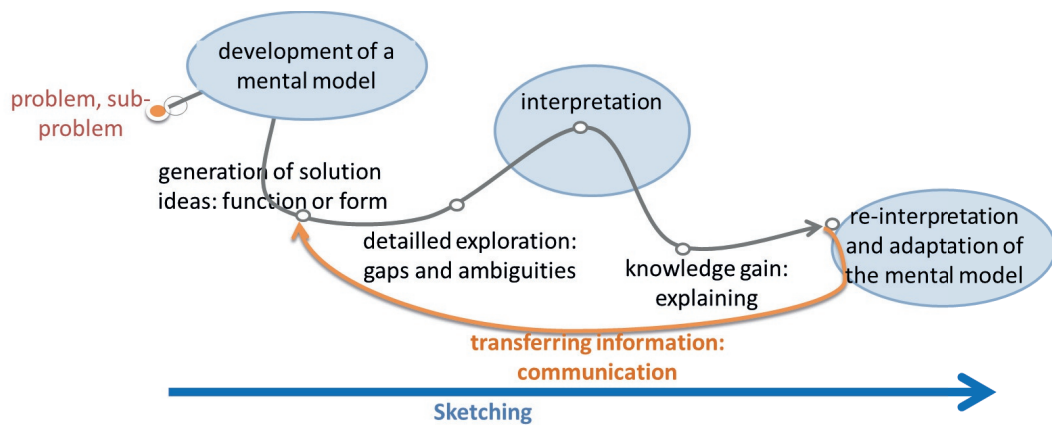 development of a
mental model
problem, sub-
problem
interpretation
generation of solution
ideas: function or form
detailled exploration:
gaps and ambiguities
knowledge gain:
explaining
re-interpretation
and adaptation of
the mental model
transferring information:
communication
Sketching